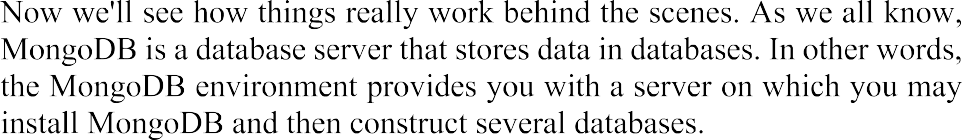 Now we'll see how things really work behind the scenes. As we all know,
MongoDB is a database server that stores data in databases. In other words,
the MongoDB environment provides you with a server on which you may
install MongoDB and then construct several databases.